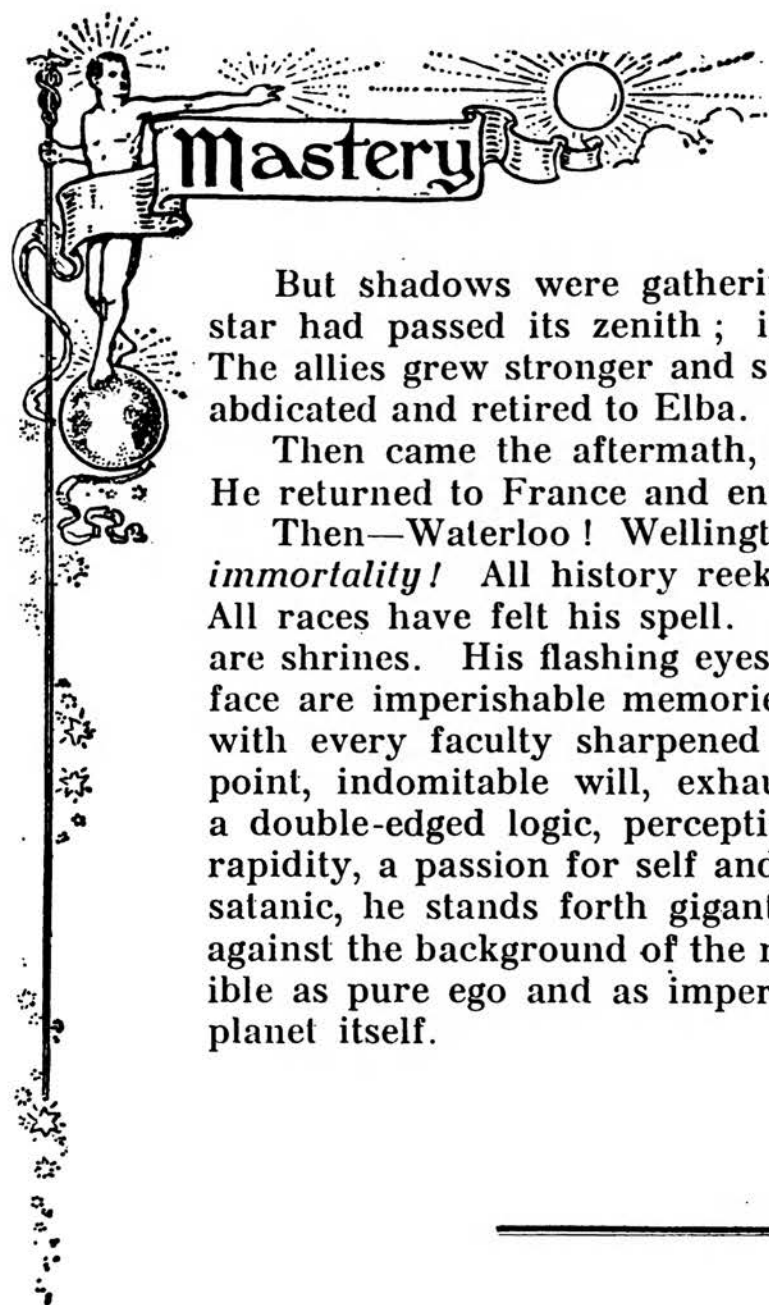 Mastery
But shadows were gatheri
star had passed its zenith ; i
The allies grew stronger and s
abdicated and retired to Elba.
Then came the aftermath,
He returned to France and en
Then—Waterloo ! Wellingt
immortality ! All history reek
All races have felt his spell.
are shrines. His flashing eyes
face are imperishable memorie
with every faculty sharpened
point, indomitable will, exhau
a double-edged logic, percepti
rapidity, a passion for self and
satanic, he stands forth gigant
against the background of the r
ible as pure ego and as imper
planet itself.